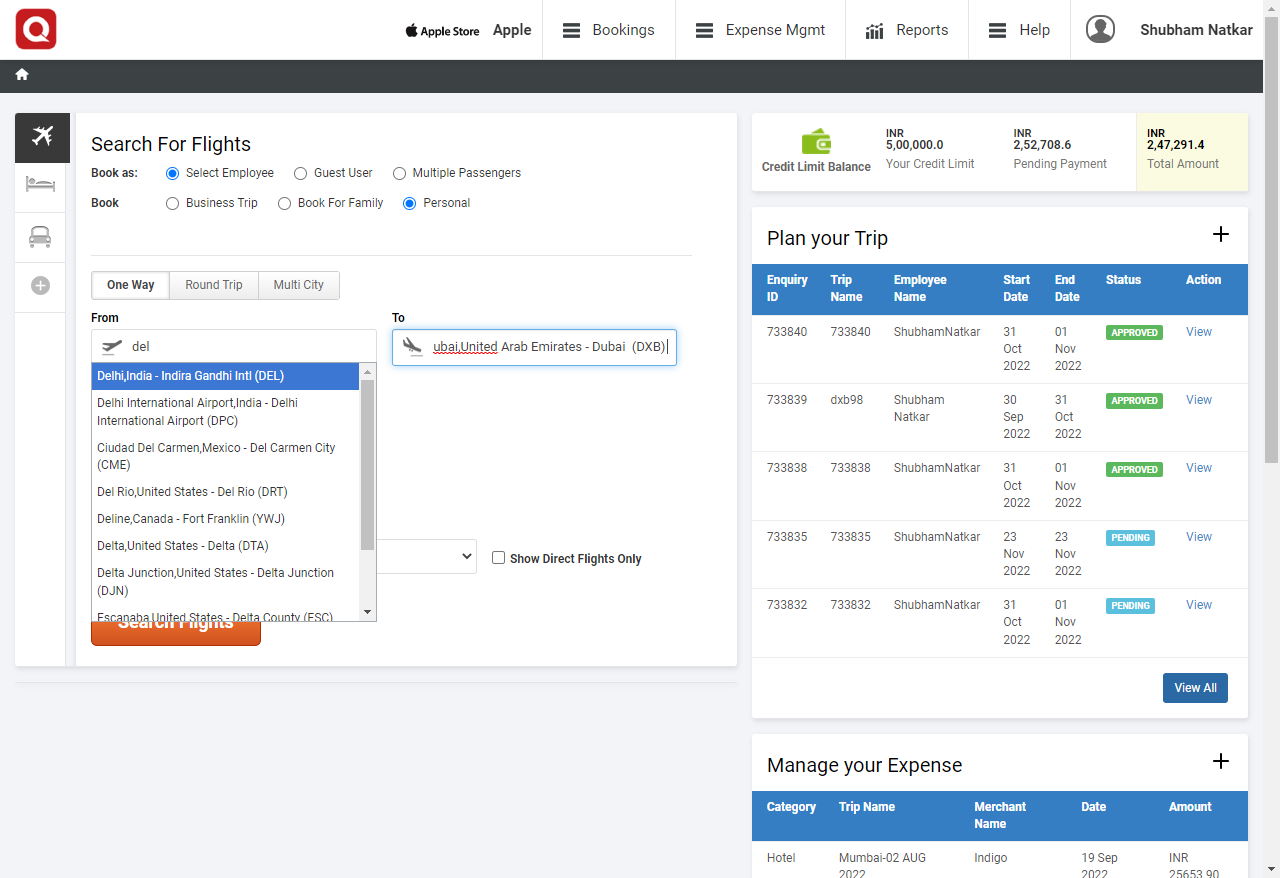 Q
Apple Store Apple
Bookings
Expense Mgmt
Reports
Help
Shubham Natkar
Search For Flights
Book as:
Select Employee
Guest User
Multiple Passengers
Book
Business Trip
Book For Family
Personal
One Way
Round Trip
Multi City
From
To
del
ubai,United Arab Emirates - Dubai (DXB)
Delhi,India - Indira Gandhi Intl (DEL)
Delhi International Airport,India - Delhi
International Airport (DPC)
Ciudad Del Carmen,Mexico - Del Carmen City
(CME)
Del Rio,United States - Del Rio (DRT)
Deline,Canada - Fort Franklin (YWJ)
Delta,United States - Delta (DTA)
Delta Junction,United States - Delta Junction
(DJN)
Escanaba,United States - Delta County (ESC)
Show Direct Flights Only
Search Flights
Credit Limit Balance
INR
5,00,000.0
Your Credit Limit
INR
2,52,708.6
Pending Payment
INR
2,47,291.4
Total Amount
Plan your Trip
Enquiry ID
Trip Name
Employee Name
Start Date
End Date
Status
Action
733840 733840 ShubhamNatkar 31 Oct 2022 01 Nov 2022 APPROVED View
733839 dxb98 Shubham Natkar 30 Sep 2022 31 Oct 2022 APPROVED View
733838 733838 ShubhamNatkar 31 Oct 2022 01 Nov 2022 APPROVED View
733835 733835 ShubhamNatkar 23 Nov 2022 23 Nov 2022 PENDING View
733832 733832 ShubhamNatkar 31 Oct 2022 01 Nov 2022 PENDING View
View All
Manage your Expense
Category
Trip Name
Merchant Name
Date
Amount
Hotel Mumbai-02 AUG 2022 Indigo 19 Sep 2022 INR 25653.90